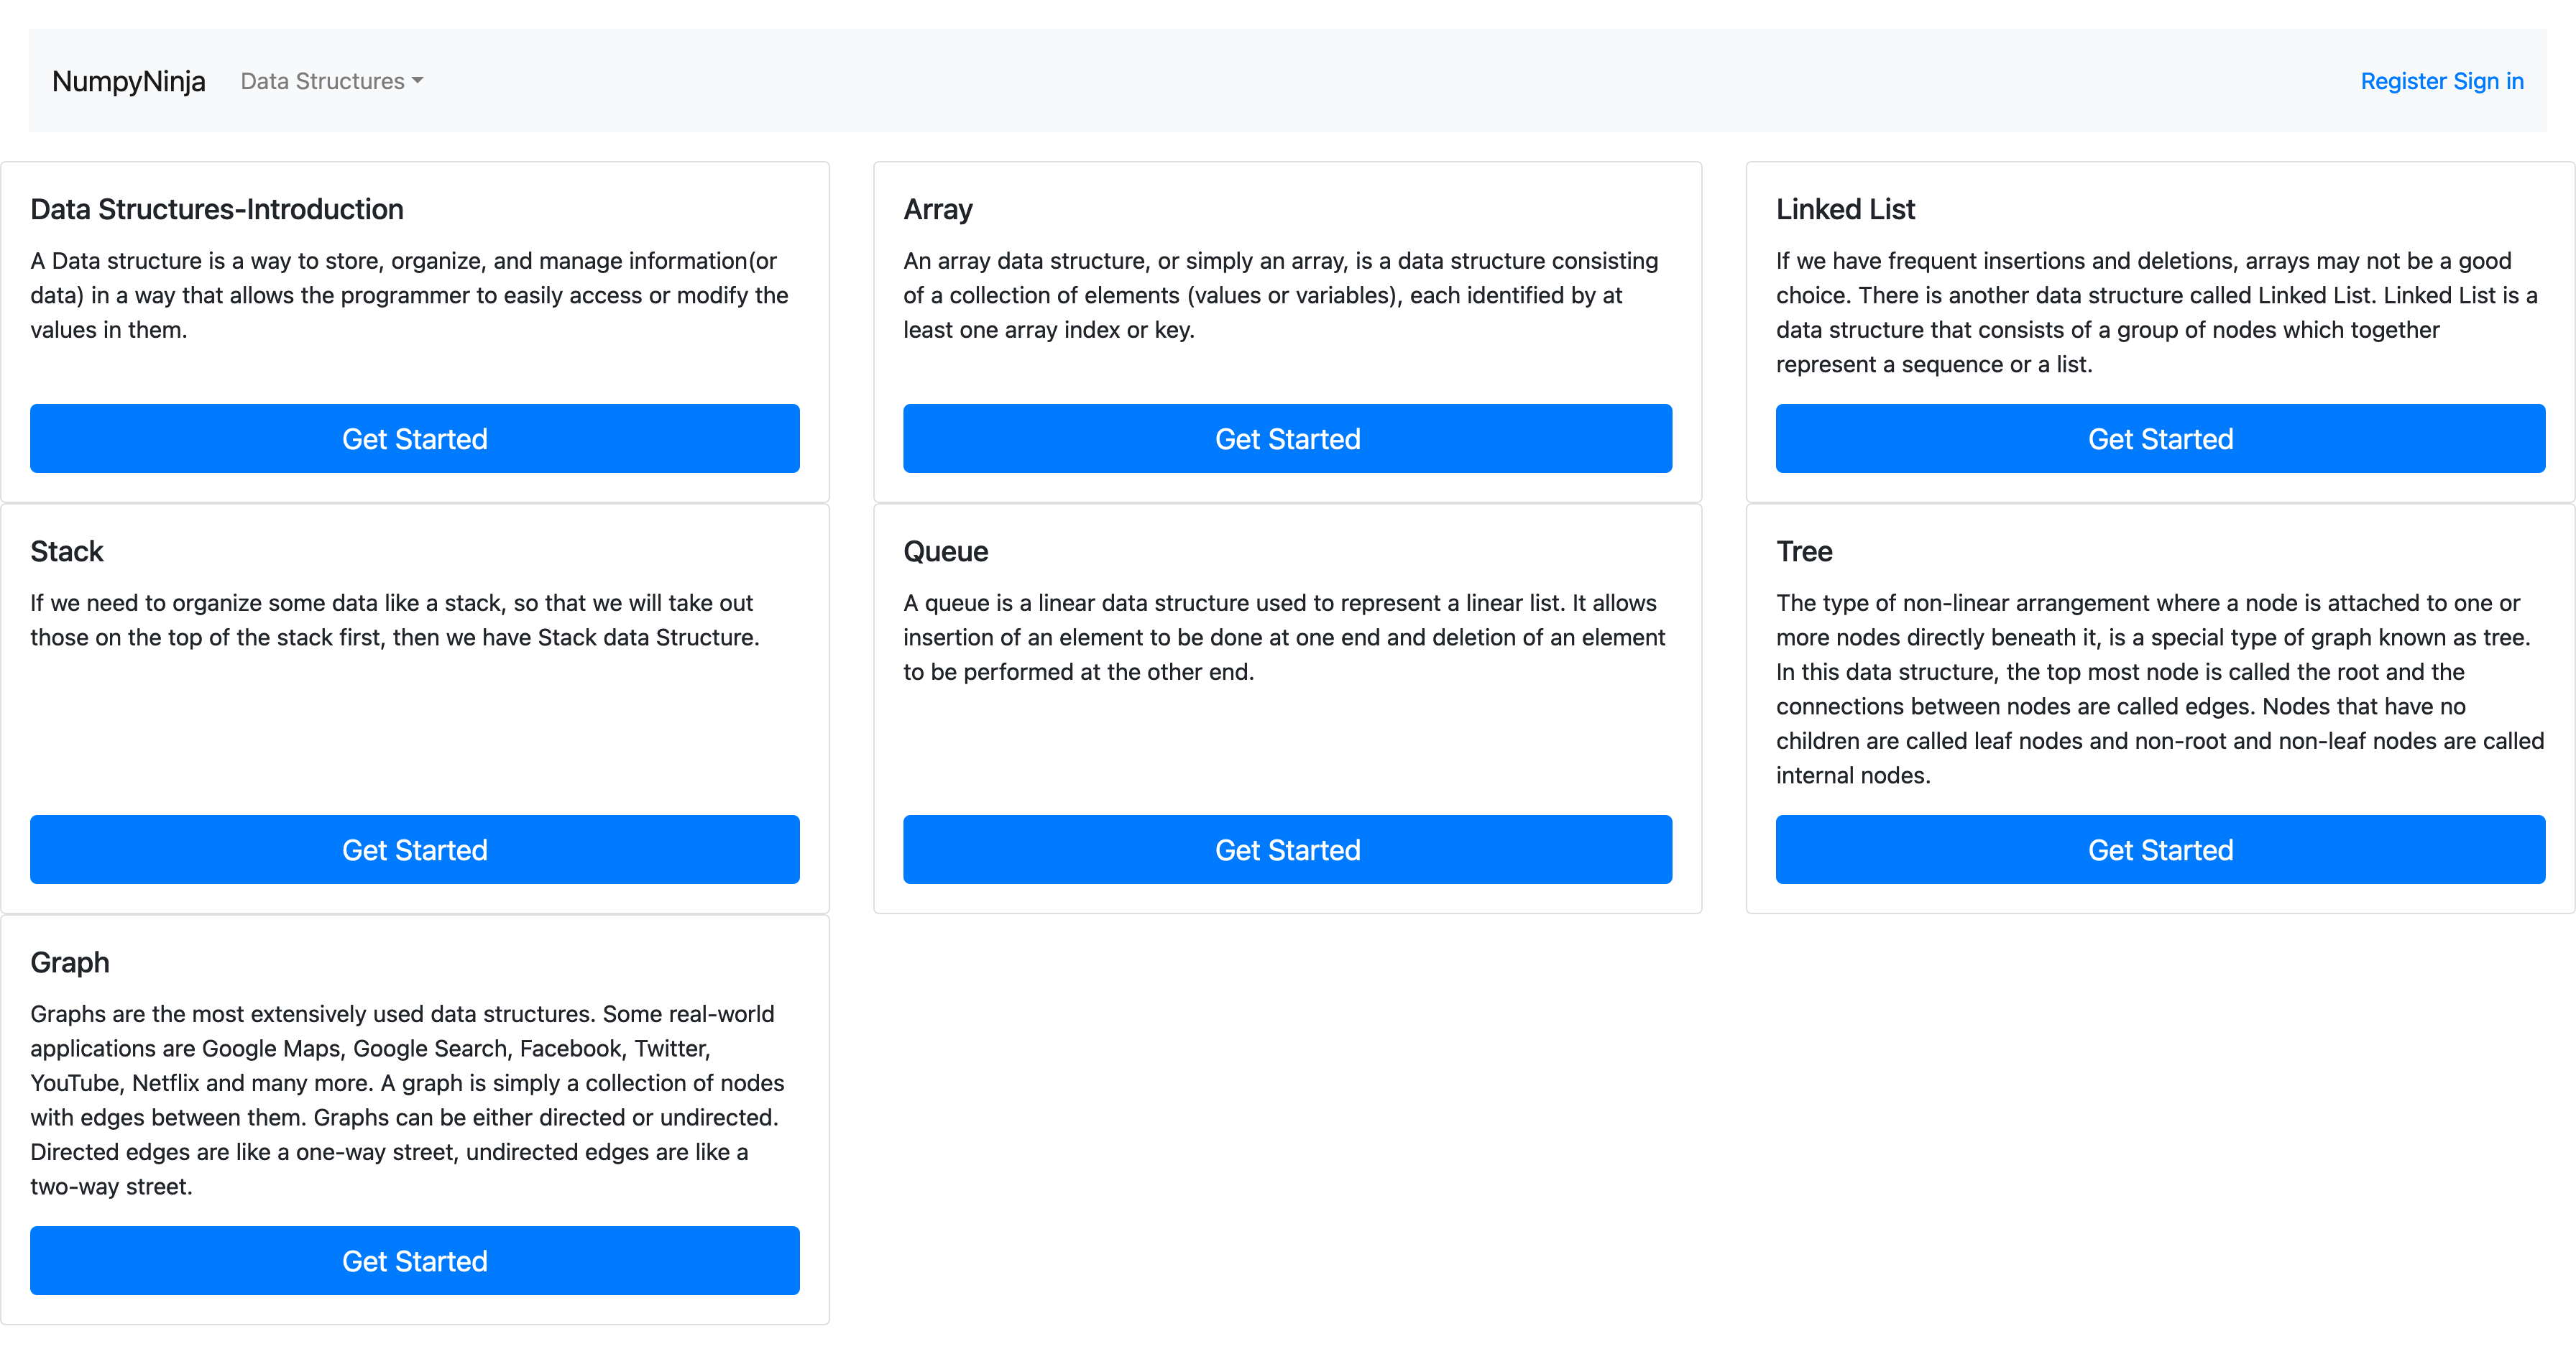 NumpyNinja Data Structures Register Sign in
Data Structures-Introduction
A Data structure is a way to store, organize, and manage information(or
data) in a way that allows the programmer to easily access or modify the
values in them.
Get Started
Array
An array data structure, or simply an array, is a data structure consisting
of a collection of elements (values or variables), each identified by at
least one array index or key.
Get Started
Linked List
If we have frequent insertions and deletions, arrays may not be a good
choice. There is another data structure called Linked List. Linked List is a
data structure that consists of a group of nodes which together
represent a sequence or a list.
Get Started
Stack
If we need to organize some data like a stack, so that we will take out
those on the top of the stack first, then we have Stack data Structure.
Get Started
Queue
A queue is a linear data structure used to represent a linear list. It allows
insertion of an element to be done at one end and deletion of an element
to be performed at the other end.
Get Started
Tree
The type of non-linear arrangement where a node is attached to one or
more nodes directly beneath it, is a special type of graph known as tree.
In this data structure, the top most node is called the root and the
connections between nodes are called edges. Nodes that have no
children are called leaf nodes and non-root and non-leaf nodes are called
internal nodes.
Get Started
Graph
Graphs are the most extensively used data structures. Some real-world
applications are Google Maps, Google Search, Facebook, Twitter,
YouTube, Netflix and many more. A graph is simply a collection of nodes
with edges between them. Graphs can be either directed or undirected.
Directed edges are like a one-way street, undirected edges are like a
two-way street.
Get Started